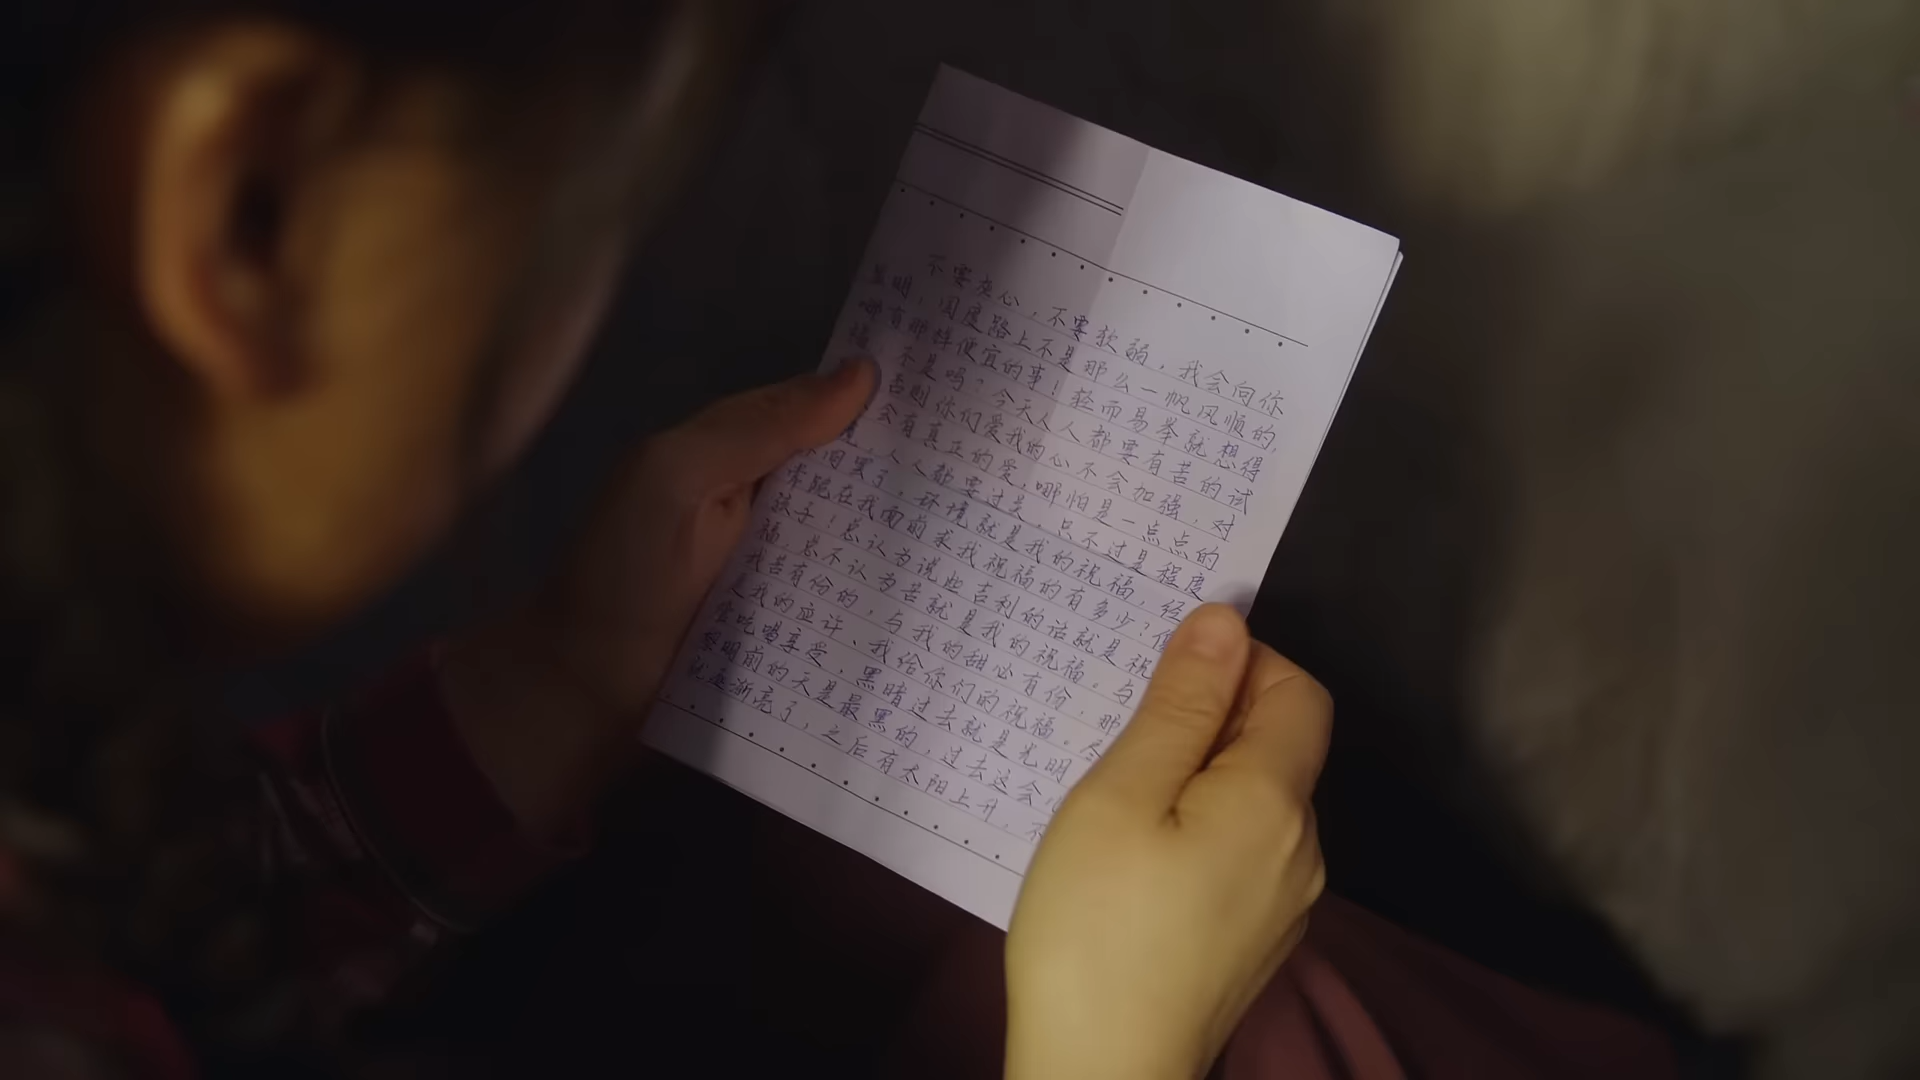 不要灰心，不要软弱，我会向你
显明，国度路上不是那么一帆风顺的，
哪有那样便宜的事！轻而易举就想得
福，不是吗？今天人人都要有苦的试
否则你们爱我的心不会加强，对
会有真正的爱，哪怕是一点点的
境，人人都要过关，只不过是程度
不同罢了，环境就是我的祝福，经
常跪在我面前求我祝福的有多少？傻
孩子！总认为说些吉利的话就是祝
福，总不认为苦就是我的祝福。与
我苦有份的，与我的甜必有份，那
是我的应许、我给你们的祝福。尽
管吃喝享受，黑暗过去就是光明
黎明前的天是最黑的，过去这会儿
就逐渐亮了，之后有太阳上升，不